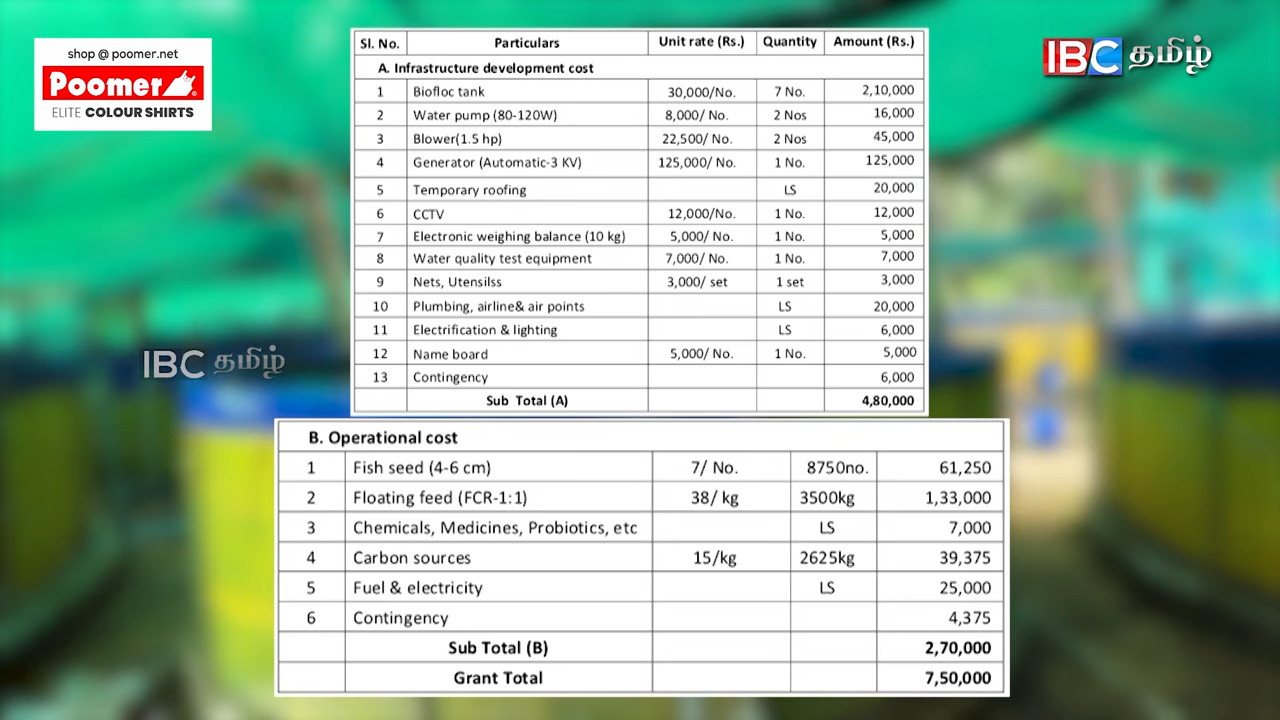 shop @ poomer.net
Poomer
ELITE COLOUR SHIRTS
IBC தமிழ்
IBC தமிழ்
Sl. No. Particulars Unit rate (Rs.) Quantity Amount (Rs.)
A. Infrastructure development cost
1 Biofloc tank 30,000/No. 7 No. 2,10,000
2 Water pump (80-120W) 8,000/ No. 2 Nos 16,000
3 Blower(1.5 hp) 22,500/ No. 2 Nos 45,000
4 Generator (Automatic-3 KV) 125,000/ No. 1 No. 125,000
5 Temporary roofing LS 20,000
6 CCTV 12,000/No. 1 No. 12,000
7 Electronic weighing balance (10 kg) 5,000/ No. 1 No. 5,000
8 Water quality test equipment 7,000/ No. 1 No. 7,000
9 Nets, Utensilss 3,000/ set 1 set 3,000
10 Plumbing, airline& air points LS 20,000
11 Electrification & lighting LS 6,000
12 Name board 5,000/ No. 1 No. 5,000
13 Contingency 6,000
Sub Total (A) 4,80,000
B. Operational cost
1 Fish seed (4-6 cm) 7/ No. 8750no. 61,250
2 Floating feed (FCR-1:1) 38/ kg 3500kg 1,33,000
3 Chemicals, Medicines, Probiotics, etc LS 7,000
4 Carbon sources 15/kg 2625kg 39,375
5 Fuel & electricity LS 25,000
6 Contingency 4,375
Sub Total (B) 2,70,000
Grant Total 7,50,000